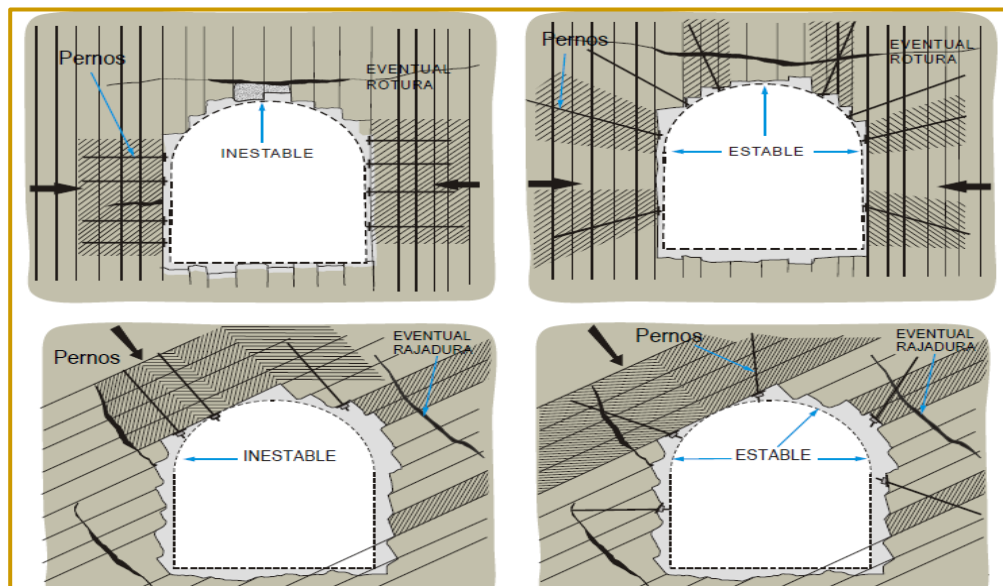 Pernos
EVENTUAL
ROTURA
INESTABLE
Pernos
EVENTUAL
ROTURA
ESTABLE
Pernos
EVENTUAL
RAJADURA
INESTABLE
Pernos
EVENTUAL
RAJADURA
ESTABLE